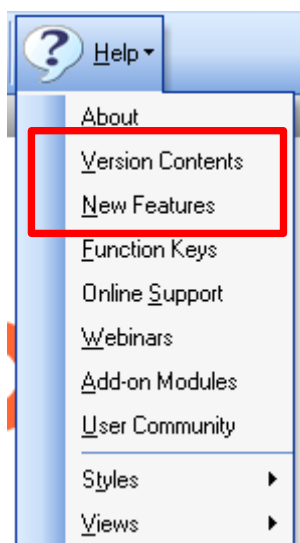 Help
About
Version Contents
New Features
Function Keys
Online Support
Webinars
Add-on Modules
User Community
Styles
Views